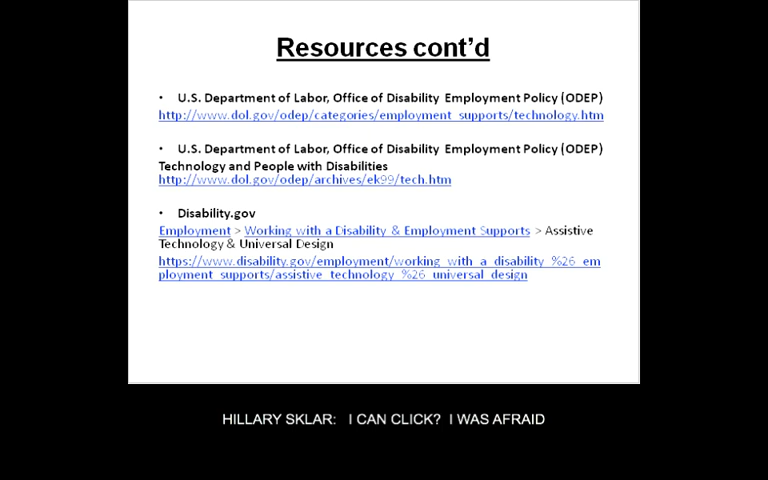 Resources cont'd
• U.S. Department of Labor, Office of Disability Employment Policy (ODEP)
http://www.dol.gov/odep/categories/employment_supports/technology.htm
• U.S. Department of Labor, Office of Disability Employment Policy (ODEP)
Technology and People with Disabilities
http://www.dol.gov/odep/archives/ek99/tech.htm
• Disability.gov
Employment > Working with a Disability & Employment Supports > Assistive
Technology & Universal Design
https://www.disability.gov/employment/working_with_a_disability_%26_em
ployment_supports/assistive_technology_%26_universal_design
HILLARY SKLAR: I CAN CLICK? I WAS AFRAID